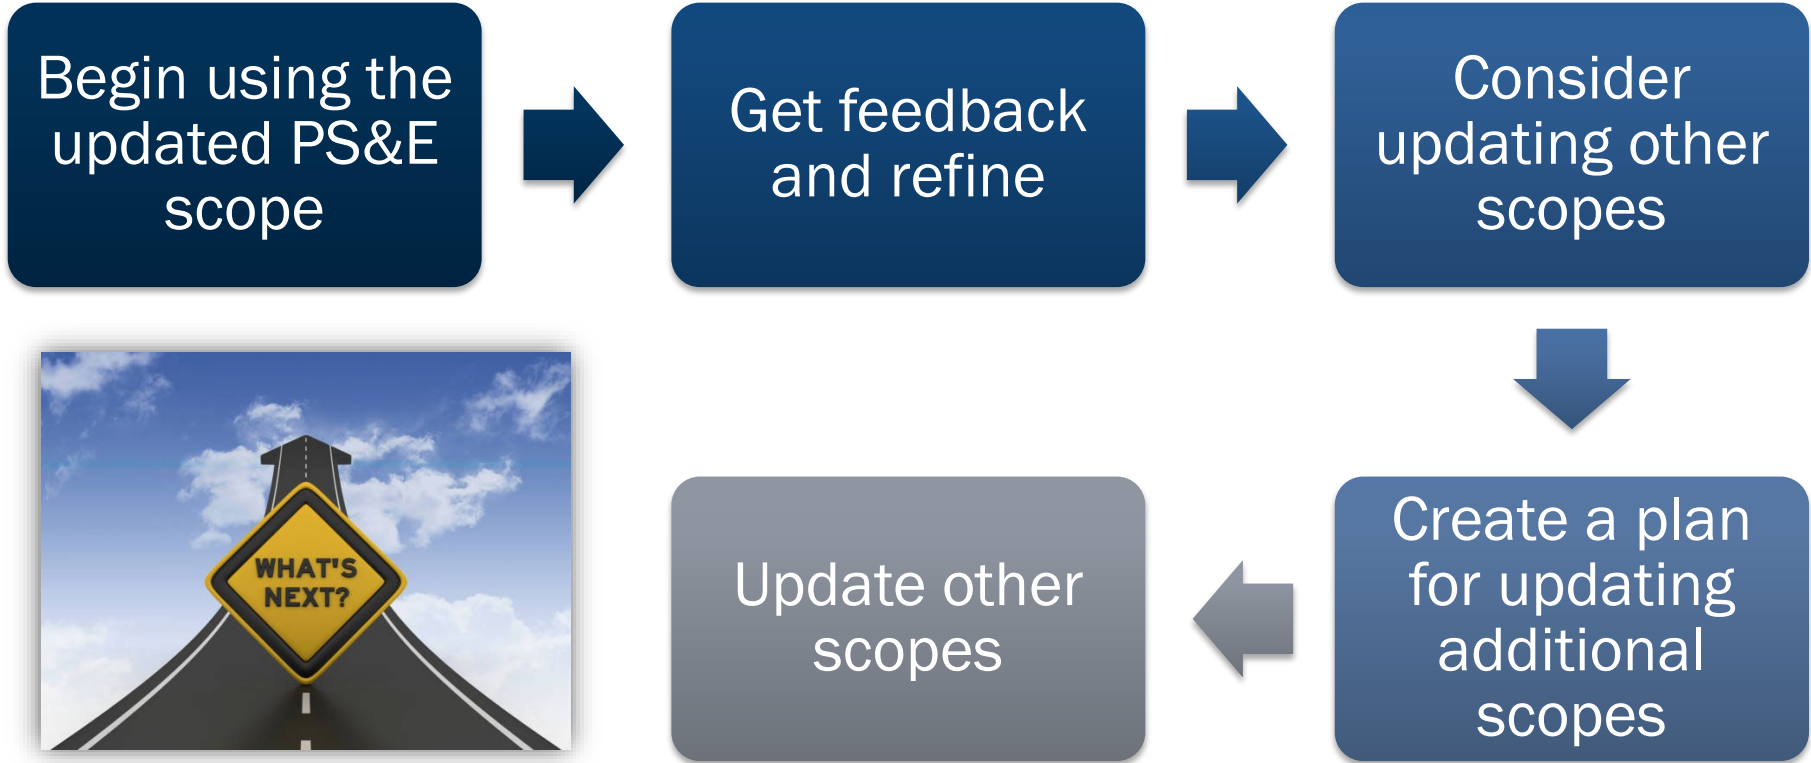 Begin using the
updated PS&E
scope
Get feedback
and refine
Consider
updating other
scopes
Create a plan
for updating
additional
scopes
Update other
scopes
WHAT'S
NEXT?